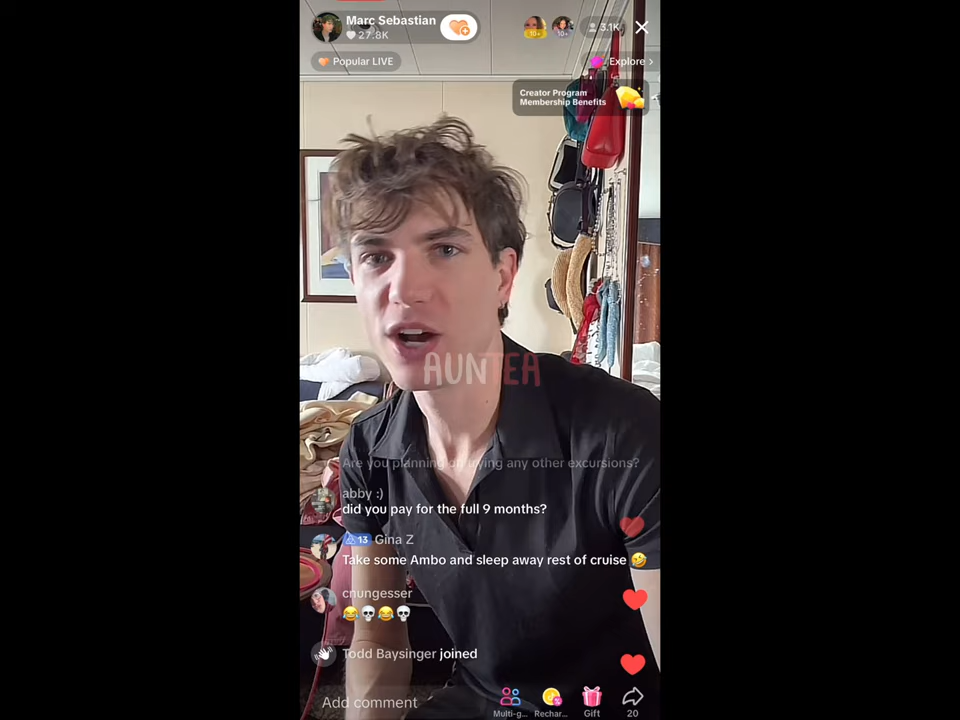 Marc Sebastian
27.8K
10+
10+
3.1K
Popular LIVE
Explore >
Creator Program
Membership Benefits
AUNTEA
Are you planning on trying any other excursions?
abby :)
did you pay for the full 9 months?
13 Gina Z
Take some Ambo and sleep away rest of cruise 🤣
cnungesser
😂💀😂💀
Todd Baysinger joined
Add comment
Multi-g...
Rechar...
Gift
20